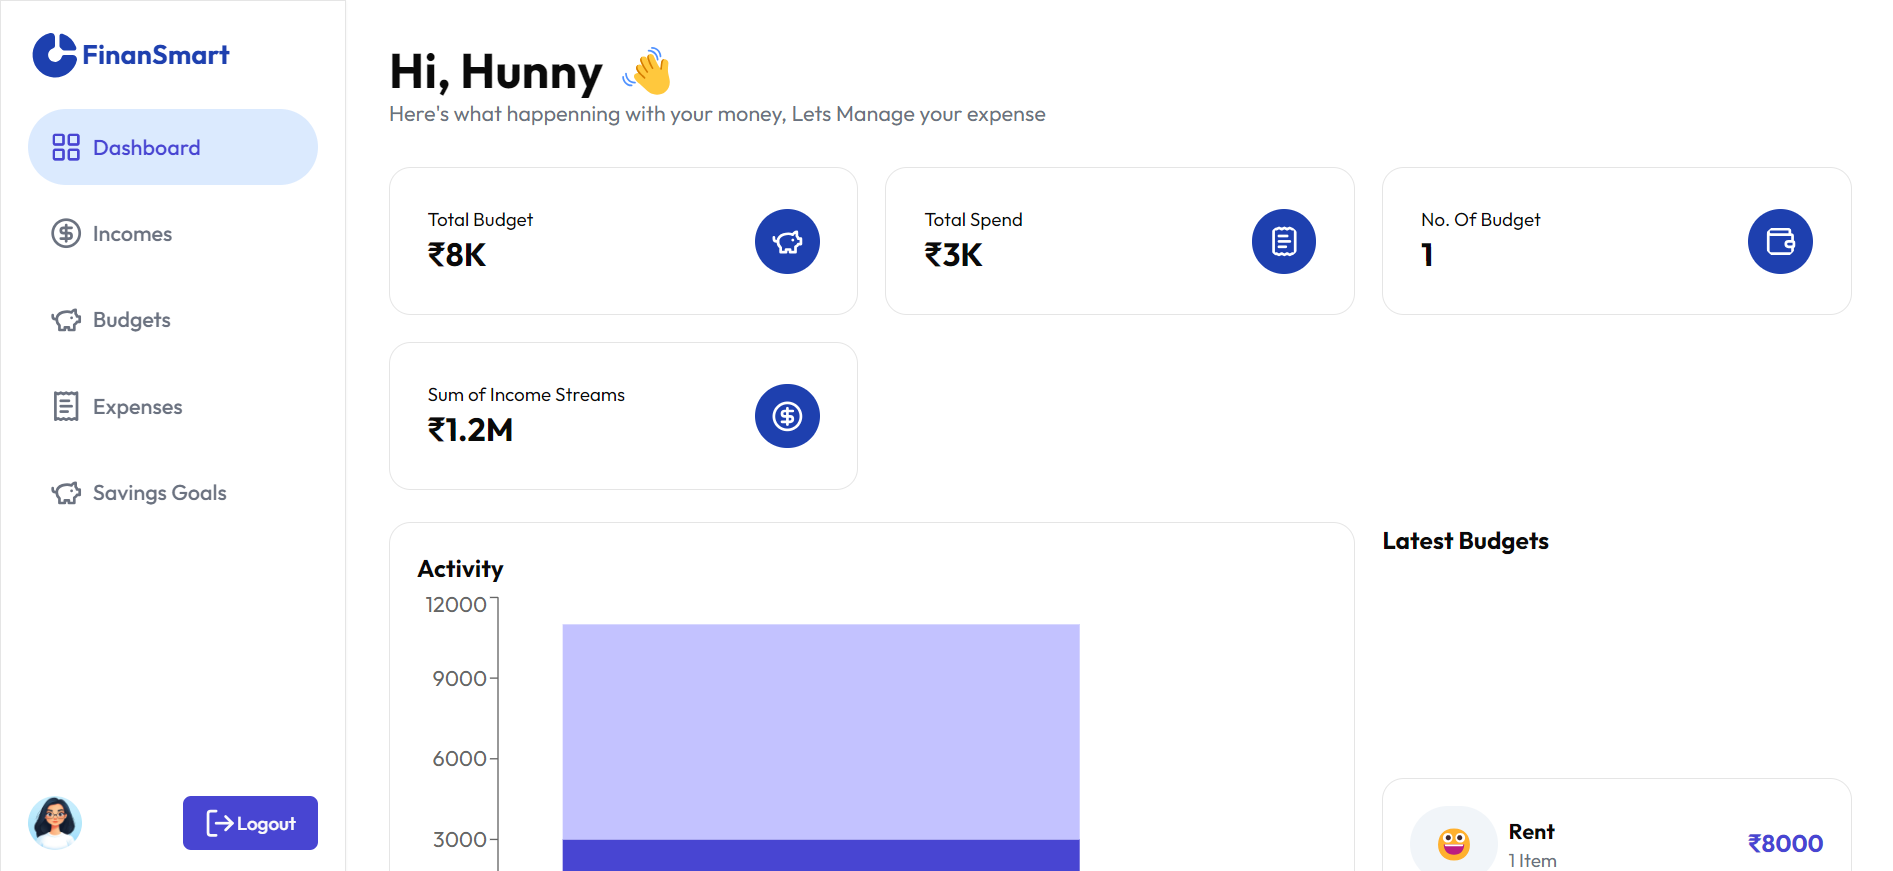 FinanSmart
Dashboard
Incomes
Budgets
Expenses
Savings Goals
Logout
Hi, Hunny 👋
Here's what happenning with your money, Lets Manage your expense
Total Budget
₹8K
Total Spend
₹3K
No. Of Budget
1
Sum of Income Streams
₹1.2M
Activity
12000
9000
6000
3000
Latest Budgets
Rent
1 Item
₹8000